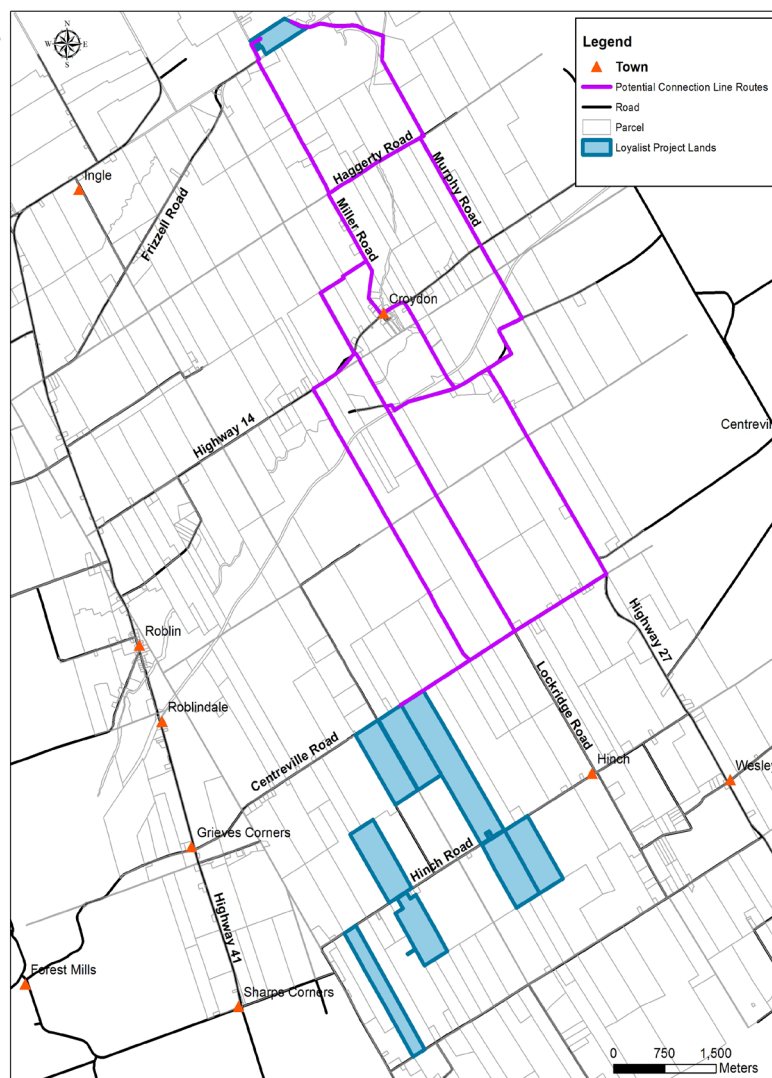 N
W E
S
Legend
Town
Potential Connection Line Routes
Road
Parcel
Loyalist Project Lands
Ingle
Haggerty Road
Murphy Road
Frizzell Road
Miller Road
Croydon
Highway 14
Centrevill
Roblin
Highway 27
Roblindale
Lockridge Road
Centreville Road
Hinch
Wesley
Grieves Corners
Hinch Road
Highway 41
Forest Mills
Sharps Corners
0 750 1,500
Meters